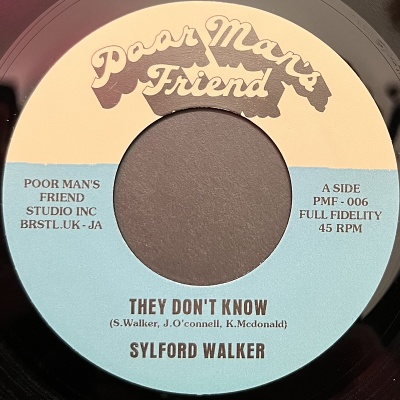 Poor Man's
Friend
POOR MAN'S
FRIEND
STUDIO INC
BRSTL.UK - JA
A SIDE
PMF - 006
FULL FIDELITY
45 RPM
THEY DON'T KNOW
(S.Walker, J.O'connell, K.Mcdonald)
SYLFORD WALKER